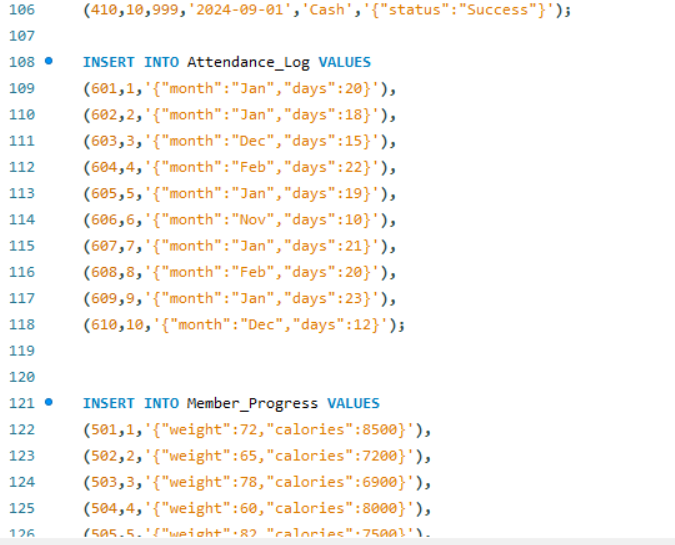 106 (410,10,999,'2024-09-01','Cash','{"status":"Success"}');
107
108 INSERT INTO Attendance_Log VALUES
109 (601,1,'{"month":"Jan","days":20}'),
110 (602,2,'{"month":"Jan","days":18}'),
111 (603,3,'{"month":"Dec","days":15}'),
112 (604,4,'{"month":"Feb","days":22}'),
113 (605,5,'{"month":"Jan","days":19}'),
114 (606,6,'{"month":"Nov","days":10}'),
115 (607,7,'{"month":"Jan","days":21}'),
116 (608,8,'{"month":"Feb","days":20}'),
117 (609,9,'{"month":"Jan","days":23}'),
118 (610,10,'{"month":"Dec","days":12}');
119
120
121 INSERT INTO Member_Progress VALUES
122 (501,1,'{"weight":72,"calories":8500}'),
123 (502,2,'{"weight":65,"calories":7200}'),
124 (503,3,'{"weight":78,"calories":6900}'),
125 (504,4,'{"weight":60,"calories":8000}'),
126 (505,5,'{"weight":82,"calories":7500}'),